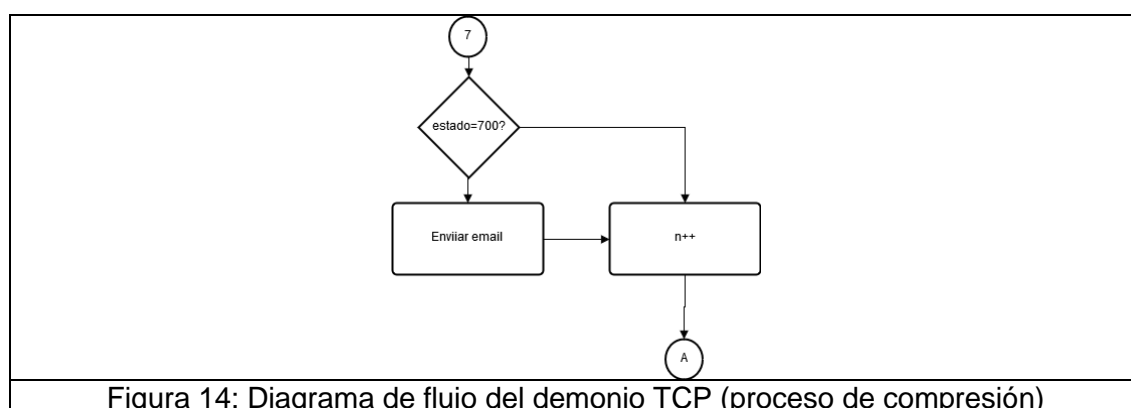 7
estado=700?
Enviiar email
n++
A
Figura 14: Diagrama de flujo del demonio TCP (proceso de compresión)